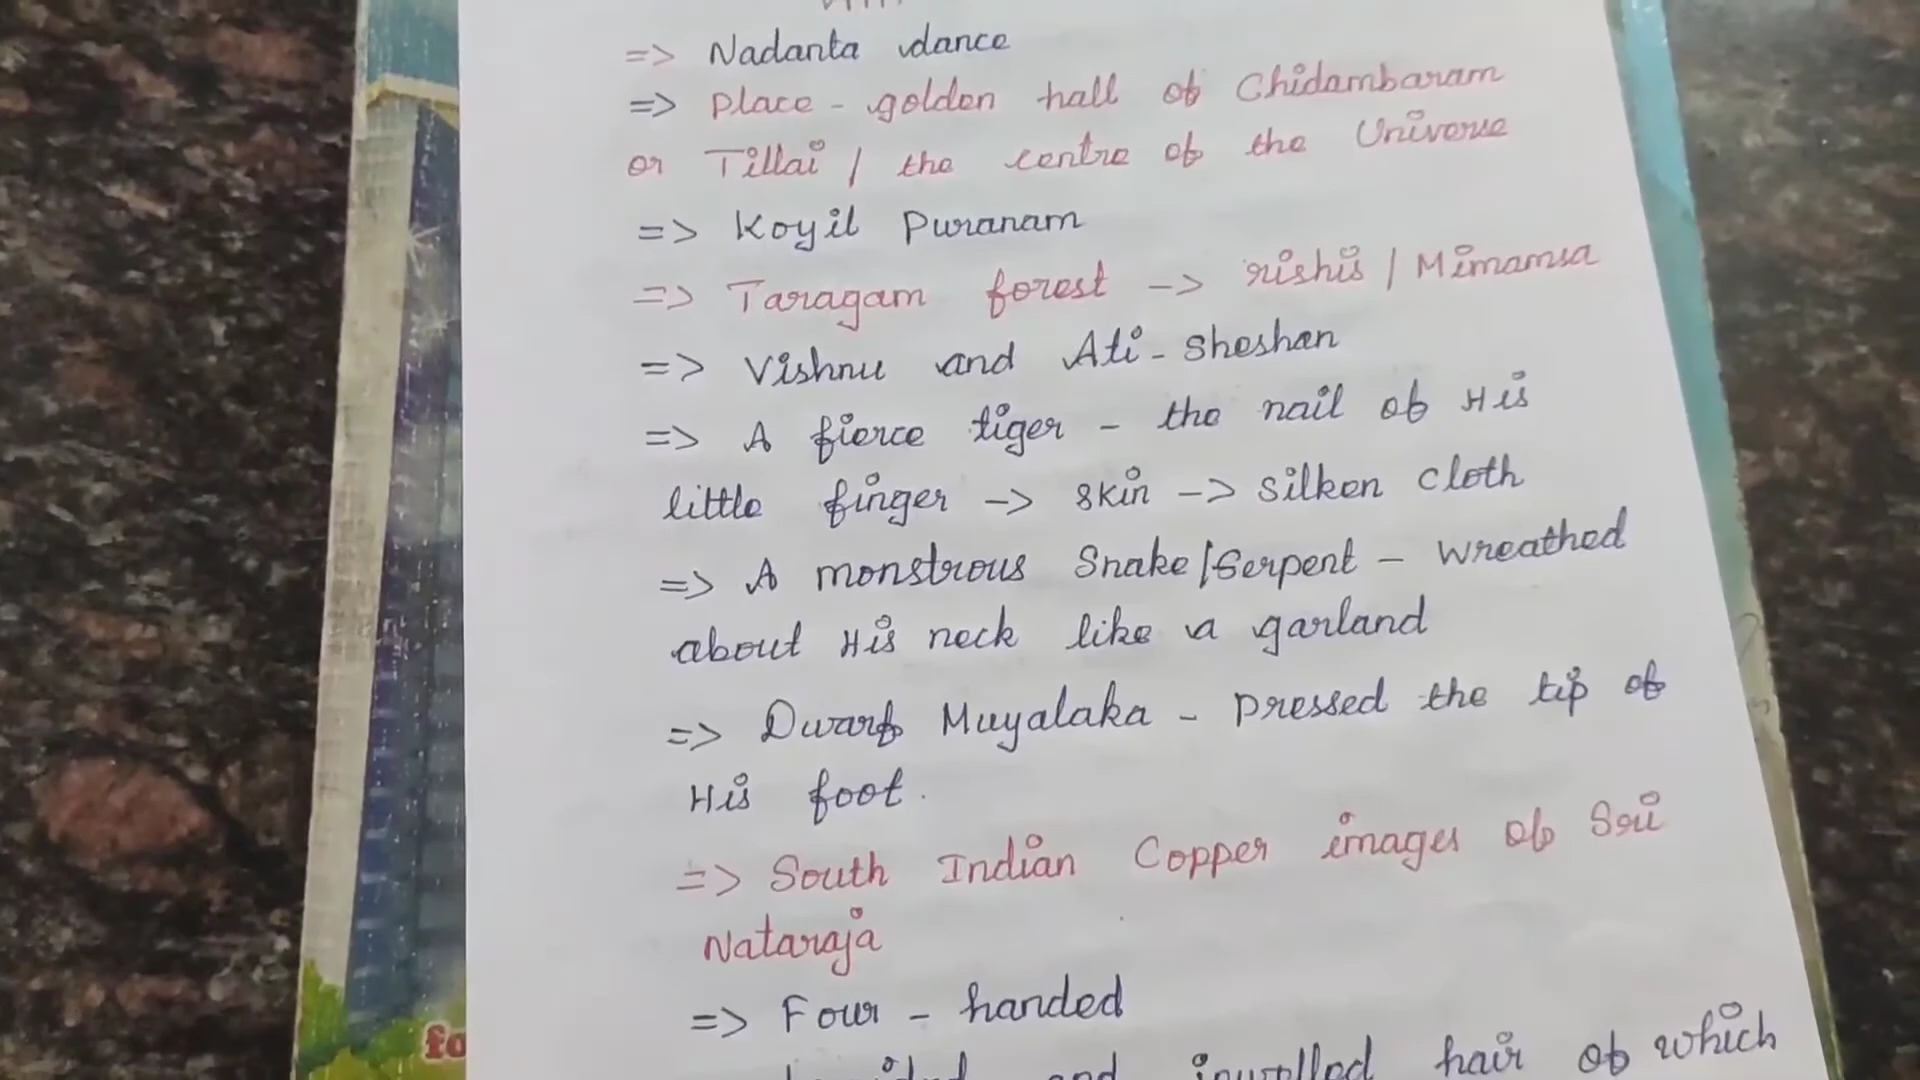 => Nadanta dance
=> Place - golden hall of Chidambaram
or Tillai / the centre of the Universe
=> Koyil Puranam
=> Taragam forest -> rishis / Mimamsa
=> Vishnu and Ati-Sheshan
=> A fierce tiger - the nail of His
little finger -> skin -> silken cloth
=> A monstrous Snake/Serpent - Wreathed
about His neck like a garland
=> Dwarf Muyalaka - Pressed the tip of
His foot.
=> South Indian Copper images of Sri
Nataraja
=> Four - handed
and jewelled hair of which
fo